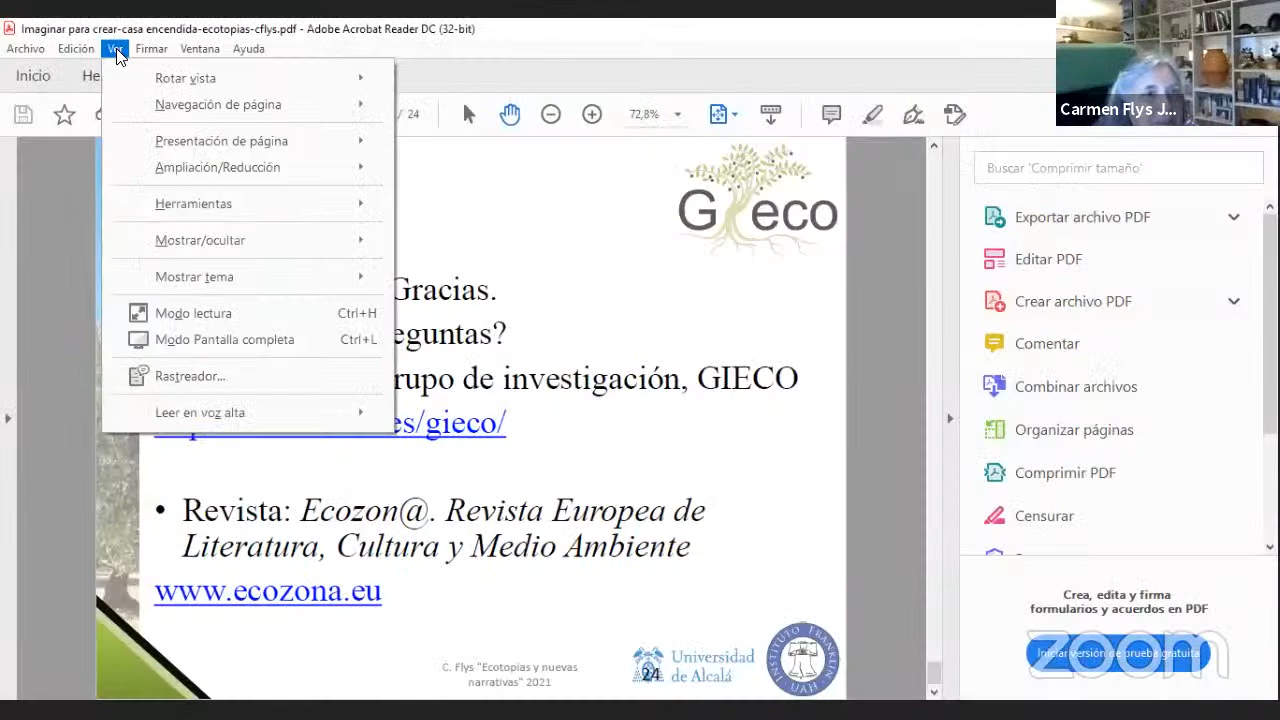 Imaginar para crear-casa encendida-ecotopias-cflys.pdf - Adobe Acrobat Reader DC (32-bit)
Archivo Edición Ver Firmar Ventana Ayuda
Inicio He
/ 24
72,8%
Carmen Flys J...
Rotar vista
Navegación de página
Presentación de página
Ampliación/Reducción
Herramientas
Mostrar/ocultar
Mostrar tema
Modo lectura Ctrl+H
Modo Pantalla completa Ctrl+L
Rastreador...
Leer en voz alta
Gieco
Gracias.
eguntas?
rupo de investigación, GIECO
es/gieco/
• Revista: Ecozon@. Revista Europea de
Literatura, Cultura y Medio Ambiente
www.ecozona.eu
C. Flys "Ecotopias y nuevas
narrativas" 2021
24
Universidad
de Alcalá
INSTITUTO FRANKLIN
UAH
Buscar 'Comprimir tamaño'
Exportar archivo PDF
Editar PDF
Crear archivo PDF
Comentar
Combinar archivos
Organizar páginas
Comprimir PDF
Censurar
Crea, edita y firma
formularios y acuerdos en PDF
Iniciar versión de prueba gratuita
zoom